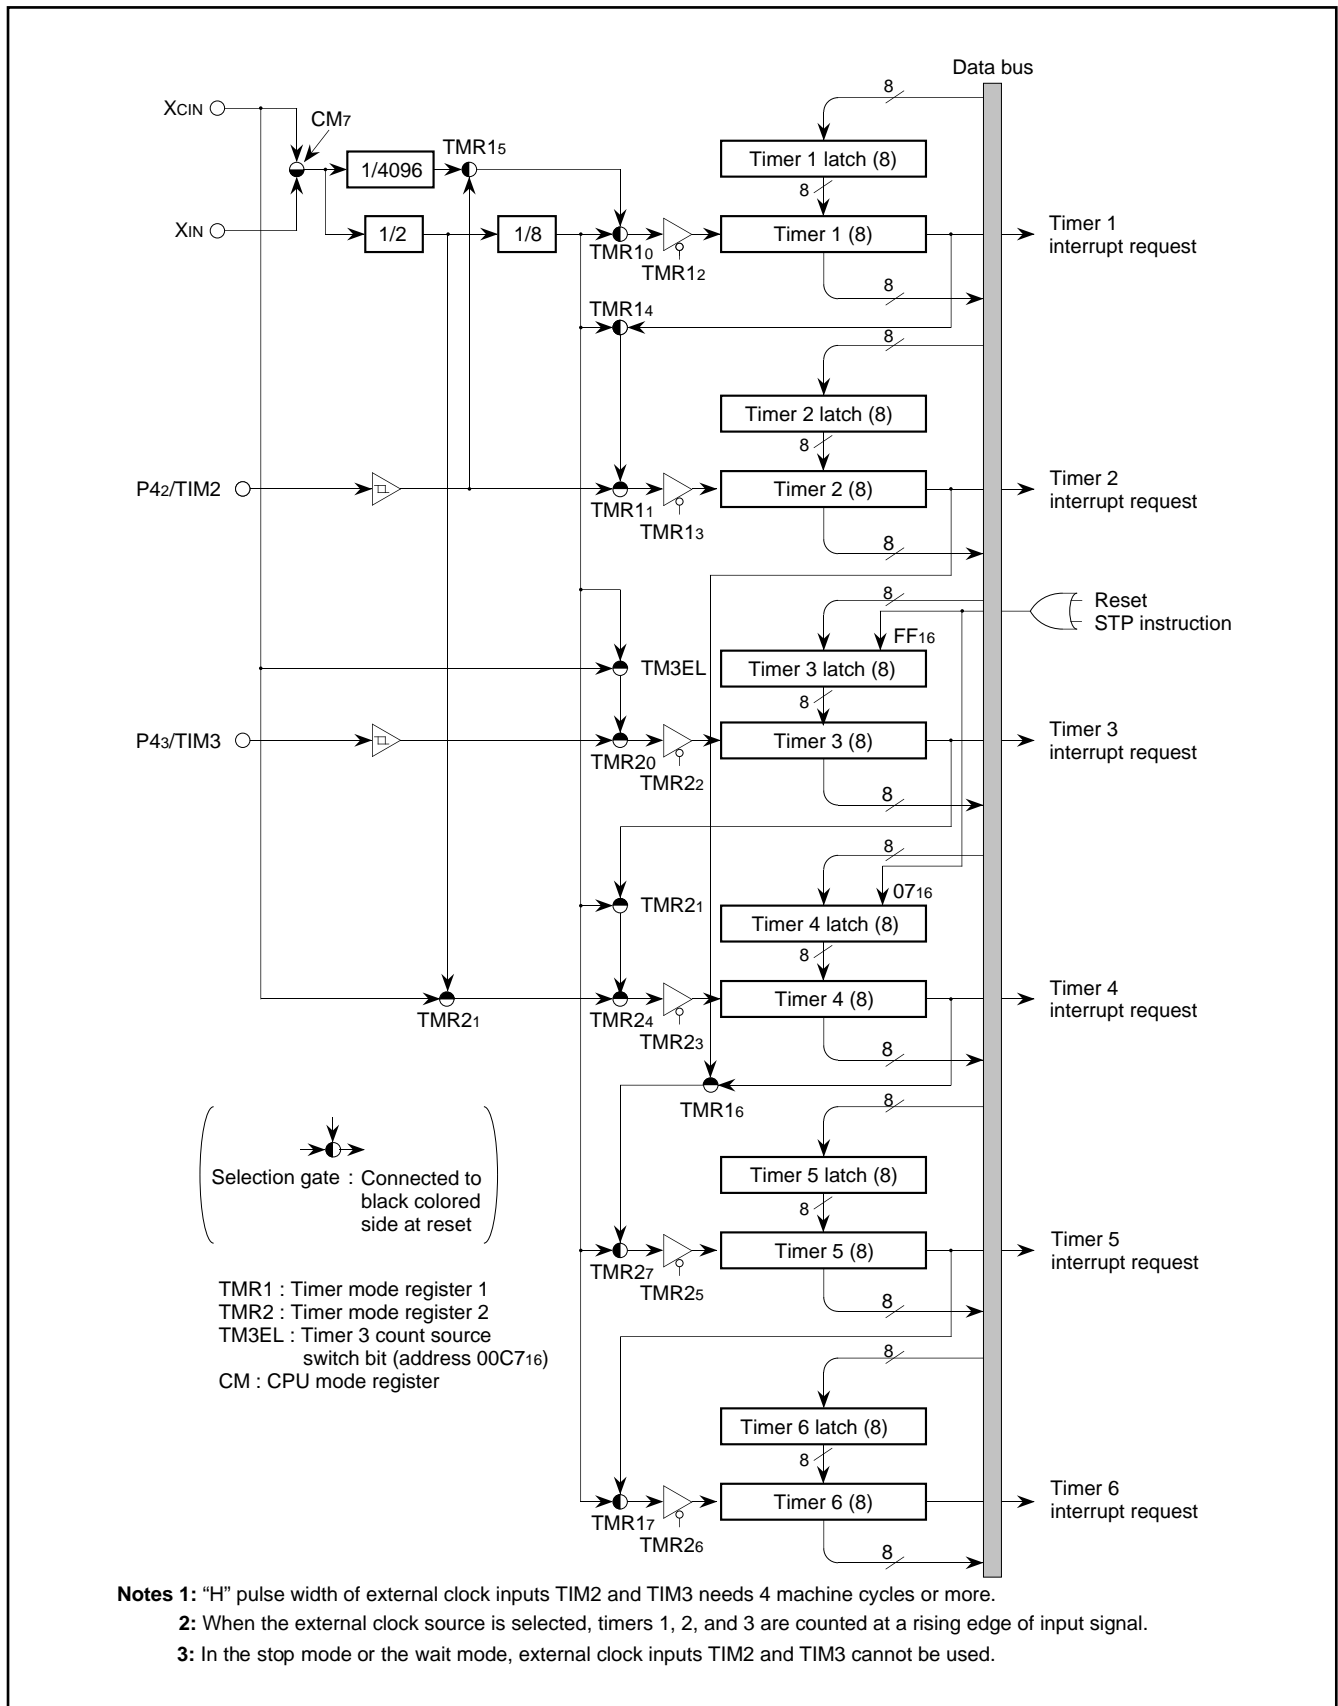 Data bus
XCIN
CM7
8
TMR15
1/4096
Timer 1 latch (8)
8
XIN
1/2
1/8
Timer 1 (8)
Timer 1
interrupt request
TMR10
TMR12
8
TMR14
8
Timer 2 latch (8)
8
P42/TIM2
Timer 2 (8)
Timer 2
interrupt request
TMR11
TMR13
8
8
Reset
STP instruction
FF16
TM3EL
Timer 3 latch (8)
8
P43/TIM3
Timer 3 (8)
Timer 3
interrupt request
TMR20
TMR22
8
8
0716
TMR21
Timer 4 latch (8)
8
Timer 4 (8)
Timer 4
interrupt request
TMR21
TMR24
TMR23
8
TMR16
8
Selection gate : Connected to
black colored
side at reset
Timer 5 latch (8)
8
Timer 5 (8)
Timer 5
interrupt request
TMR27
TMR25
8
TMR1 : Timer mode register 1
TMR2 : Timer mode register 2
TM3EL : Timer 3 count source
switch bit (address 00C716)
CM : CPU mode register
8
Timer 6 latch (8)
8
Timer 6 (8)
Timer 6
interrupt request
TMR17
TMR26
8
Notes 1: “H” pulse width of external clock inputs TIM2 and TIM3 needs 4 machine cycles or more.
2: When the external clock source is selected, timers 1, 2, and 3 are counted at a rising edge of input signal.
3: In the stop mode or the wait mode, external clock inputs TIM2 and TIM3 cannot be used.